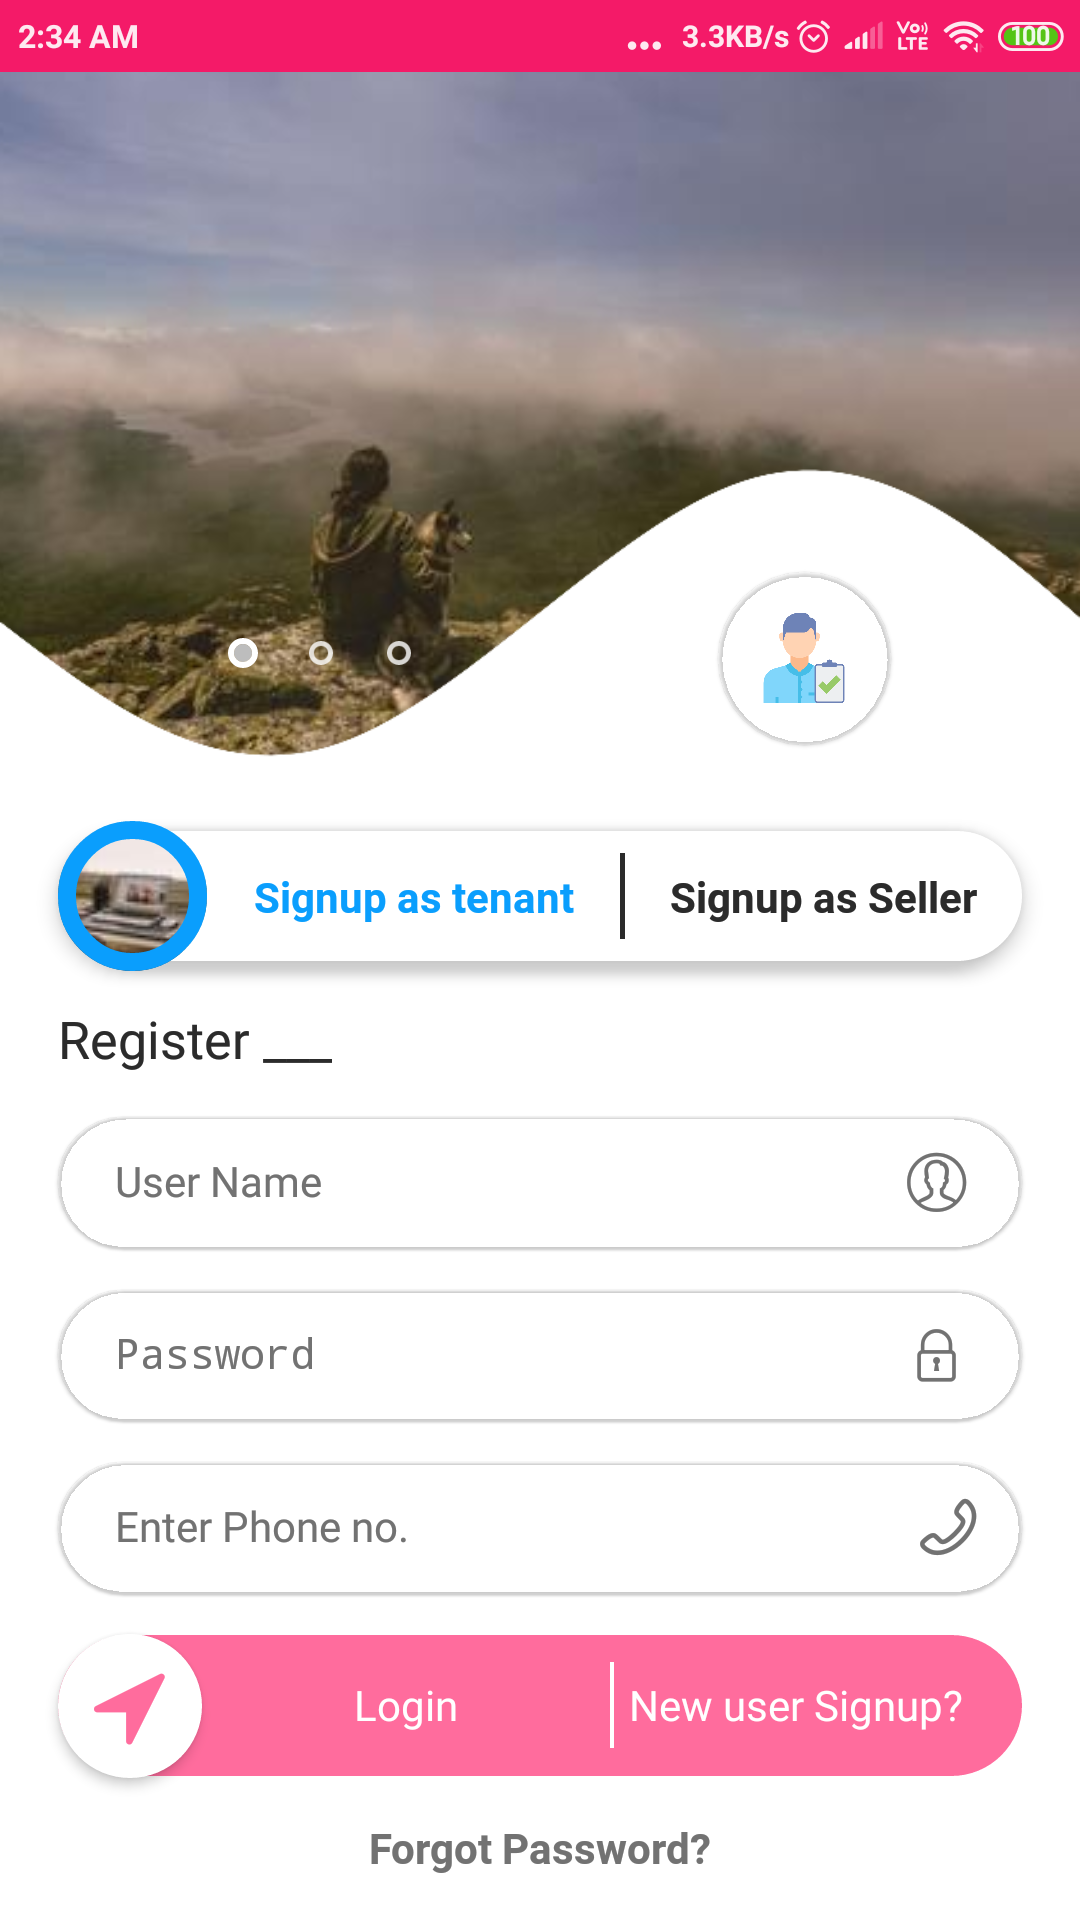 2:34 AM ... 3.3KB/s Vo)) LTE 100
Signup as tenant | Signup as Seller
Register ___
User Name
Password
Enter Phone no.
Login | New user Signup?
Forgot Password?